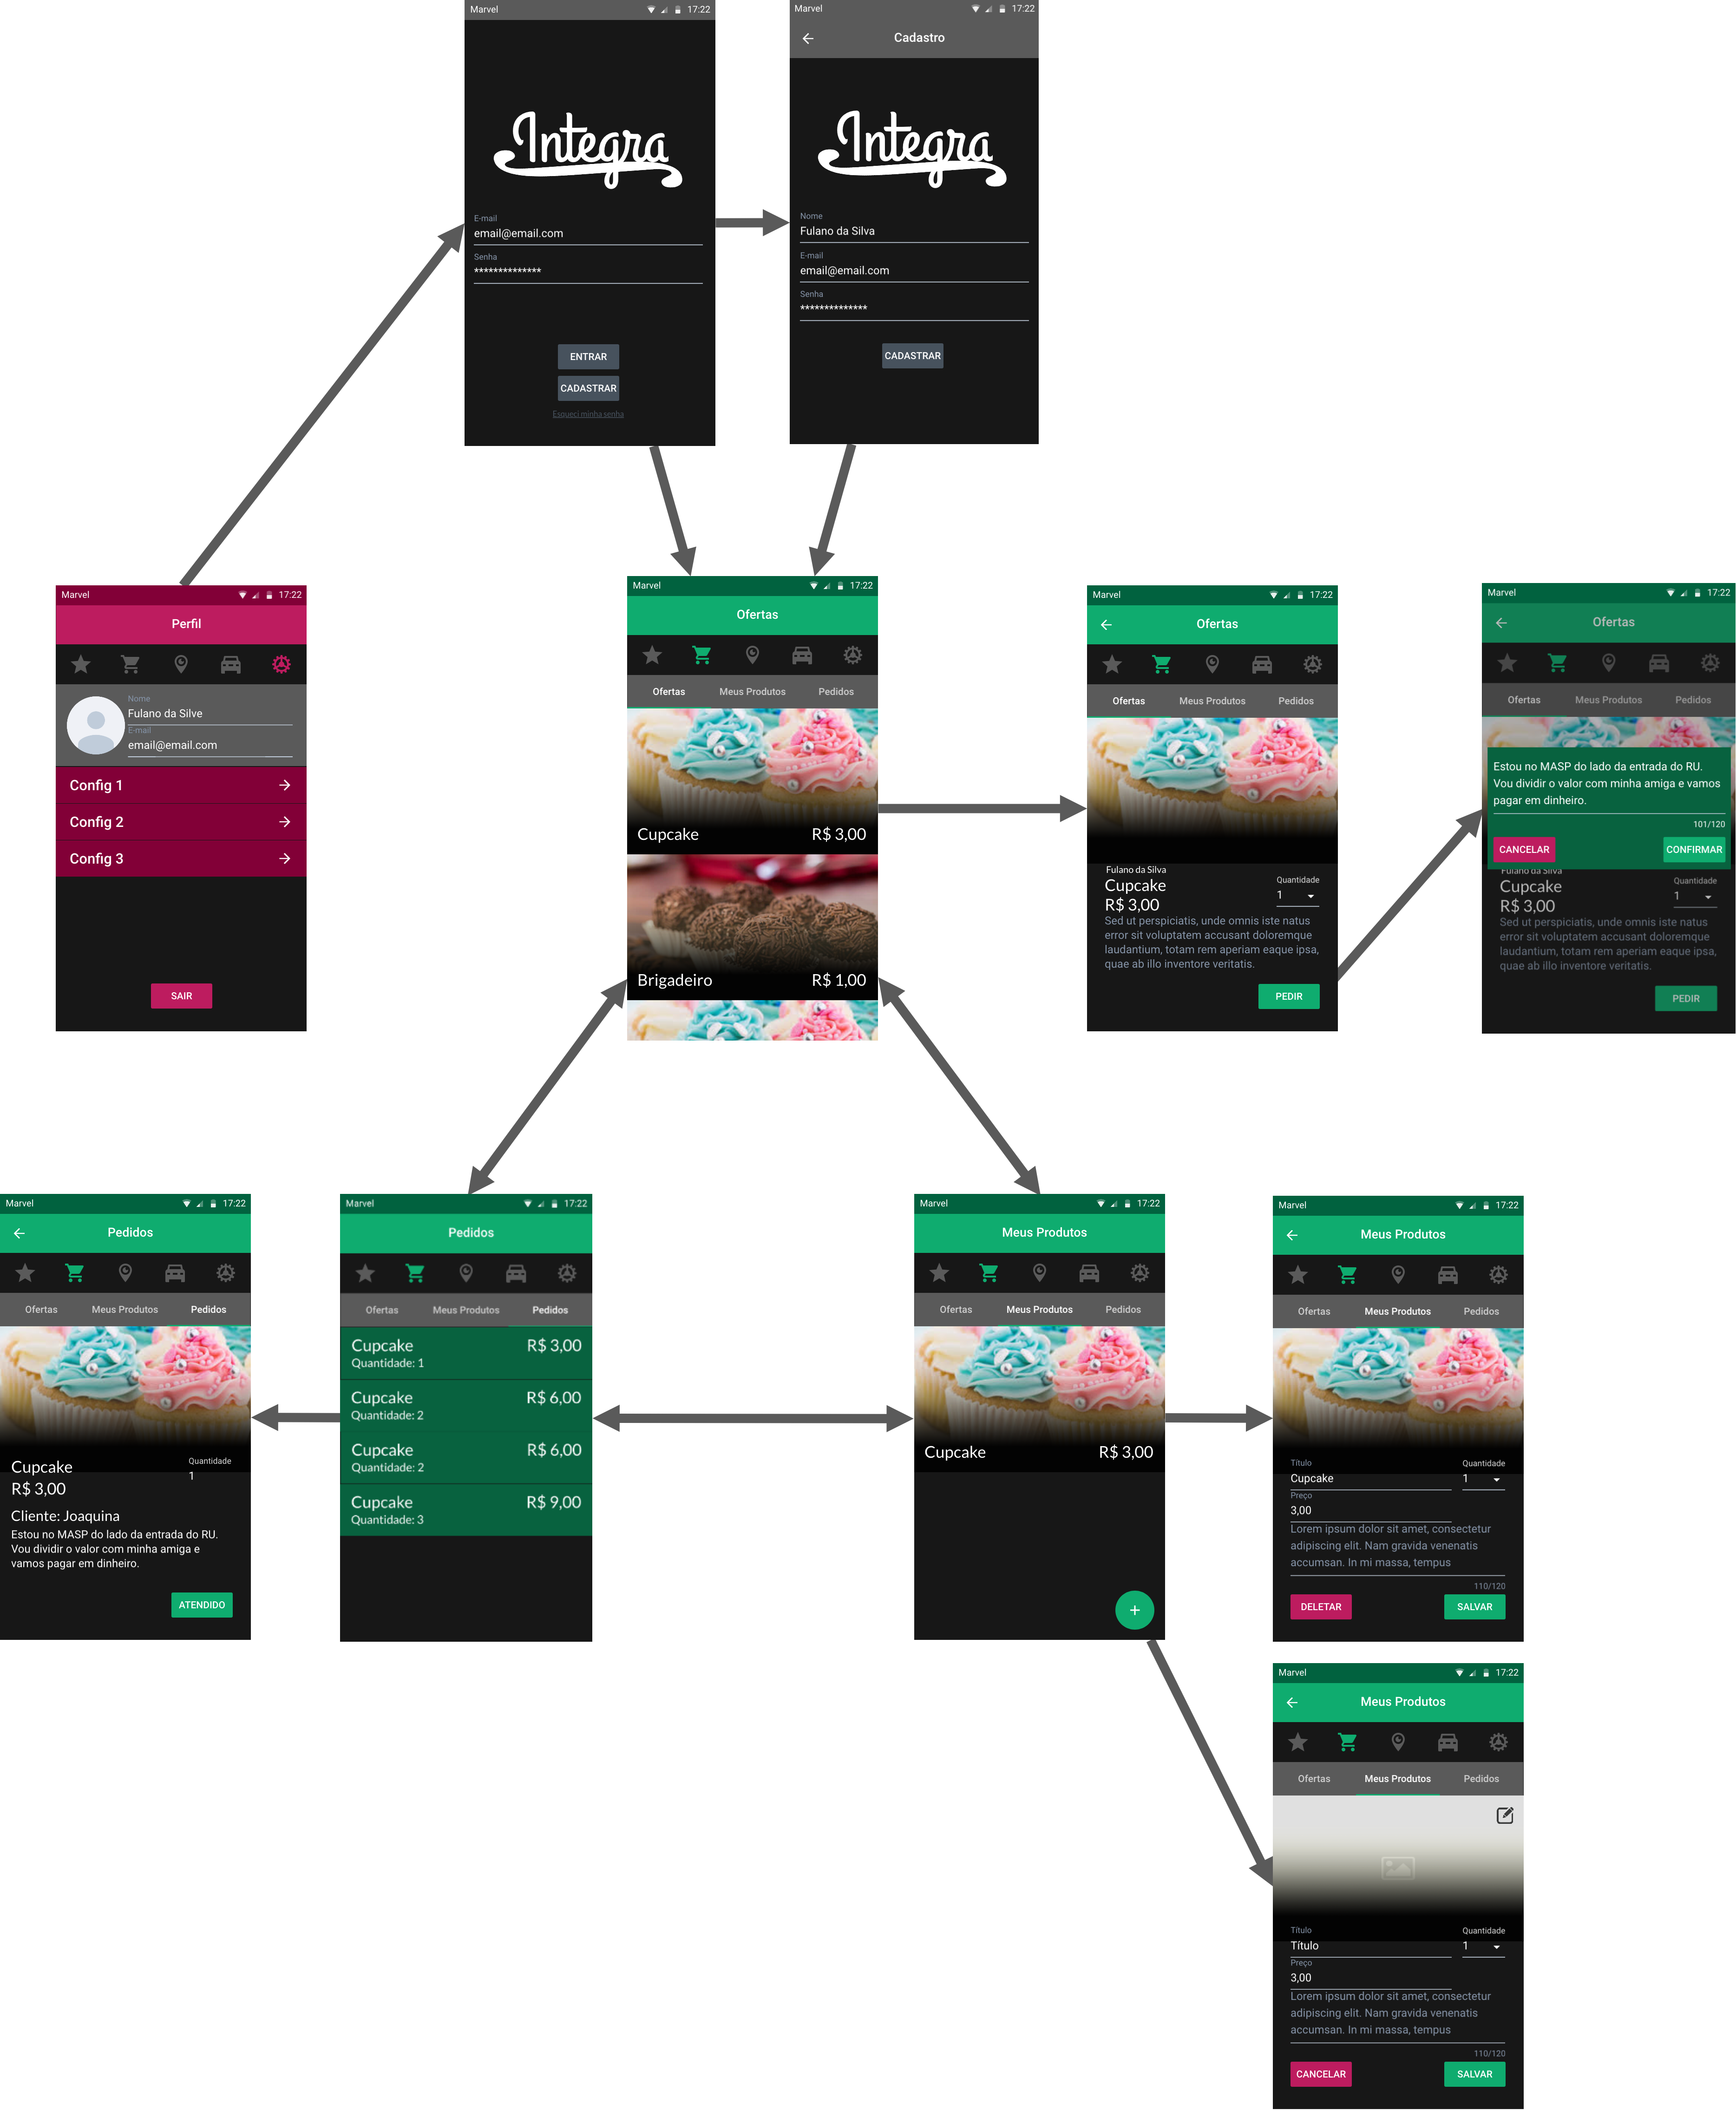 Marvel 17:22
Integra
E-mail
email@email.com
Senha
**************
ENTRAR
CADASTRAR
Esqueci minha senha
Marvel 17:22
Cadastro
Integra
Nome
Fulano da Silva
E-mail
email@email.com
Senha
**************
CADASTRAR
Marvel 17:22
Perfil
Nome
Fulano da Silve
E-mail
email@email.com
Config 1
Config 2
Config 3
SAIR
Marvel 17:22
Ofertas
Ofertas Meus Produtos Pedidos
Cupcake R$ 3,00
Brigadeiro R$ 1,00
Marvel 17:22
Ofertas
Ofertas Meus Produtos Pedidos
Fulano da Silva
Cupcake
Quantidade
1
R$ 3,00
Sed ut perspiciatis, unde omnis iste natus
error sit voluptatem accusant doloremque
laudantium, totam rem aperiam eaque ipsa,
quae ab illo inventore veritatis.
PEDIR
Marvel 17:22
Ofertas
Ofertas Meus Produtos Pedidos
Estou no MASP do lado da entrada do RU.
Vou dividir o valor com minha amiga e vamos
pagar em dinheiro.
101/120
CANCELAR CONFIRMAR
Fulano da Silva
Cupcake
Quantidade
1
R$ 3,00
Sed ut perspiciatis, unde omnis iste natus
error sit voluptatem accusant doloremque
laudantium, totam rem aperiam eaque ipsa,
quae ab illo inventore veritatis.
PEDIR
Marvel 17:22
Pedidos
Ofertas Meus Produtos Pedidos
Cupcake
Quantidade
1
R$ 3,00
Cliente: Joaquina
Estou no MASP do lado da entrada do RU.
Vou dividir o valor com minha amiga e
vamos pagar em dinheiro.
ATENDIDO
Marvel 17:22
Pedidos
Ofertas Meus Produtos Pedidos
Cupcake R$ 3,00
Quantidade: 1
Cupcake R$ 6,00
Quantidade: 2
Cupcake R$ 6,00
Quantidade: 2
Cupcake R$ 9,00
Quantidade: 3
Marvel 17:22
Meus Produtos
Ofertas Meus Produtos Pedidos
Cupcake R$ 3,00
+
Marvel 17:22
Meus Produtos
Ofertas Meus Produtos Pedidos
Título Quantidade
Cupcake 1
Preço
3,00
Lorem ipsum dolor sit amet, consectetur
adipiscing elit. Nam gravida venenatis
accumsan. In mi massa, tempus
110/120
DELETAR SALVAR
Marvel 17:22
Meus Produtos
Ofertas Meus Produtos Pedidos
Título Quantidade
Título 1
Preço
3,00
Lorem ipsum dolor sit amet, consectetur
adipiscing elit. Nam gravida venenatis
accumsan. In mi massa, tempus
110/120
CANCELAR SALVAR